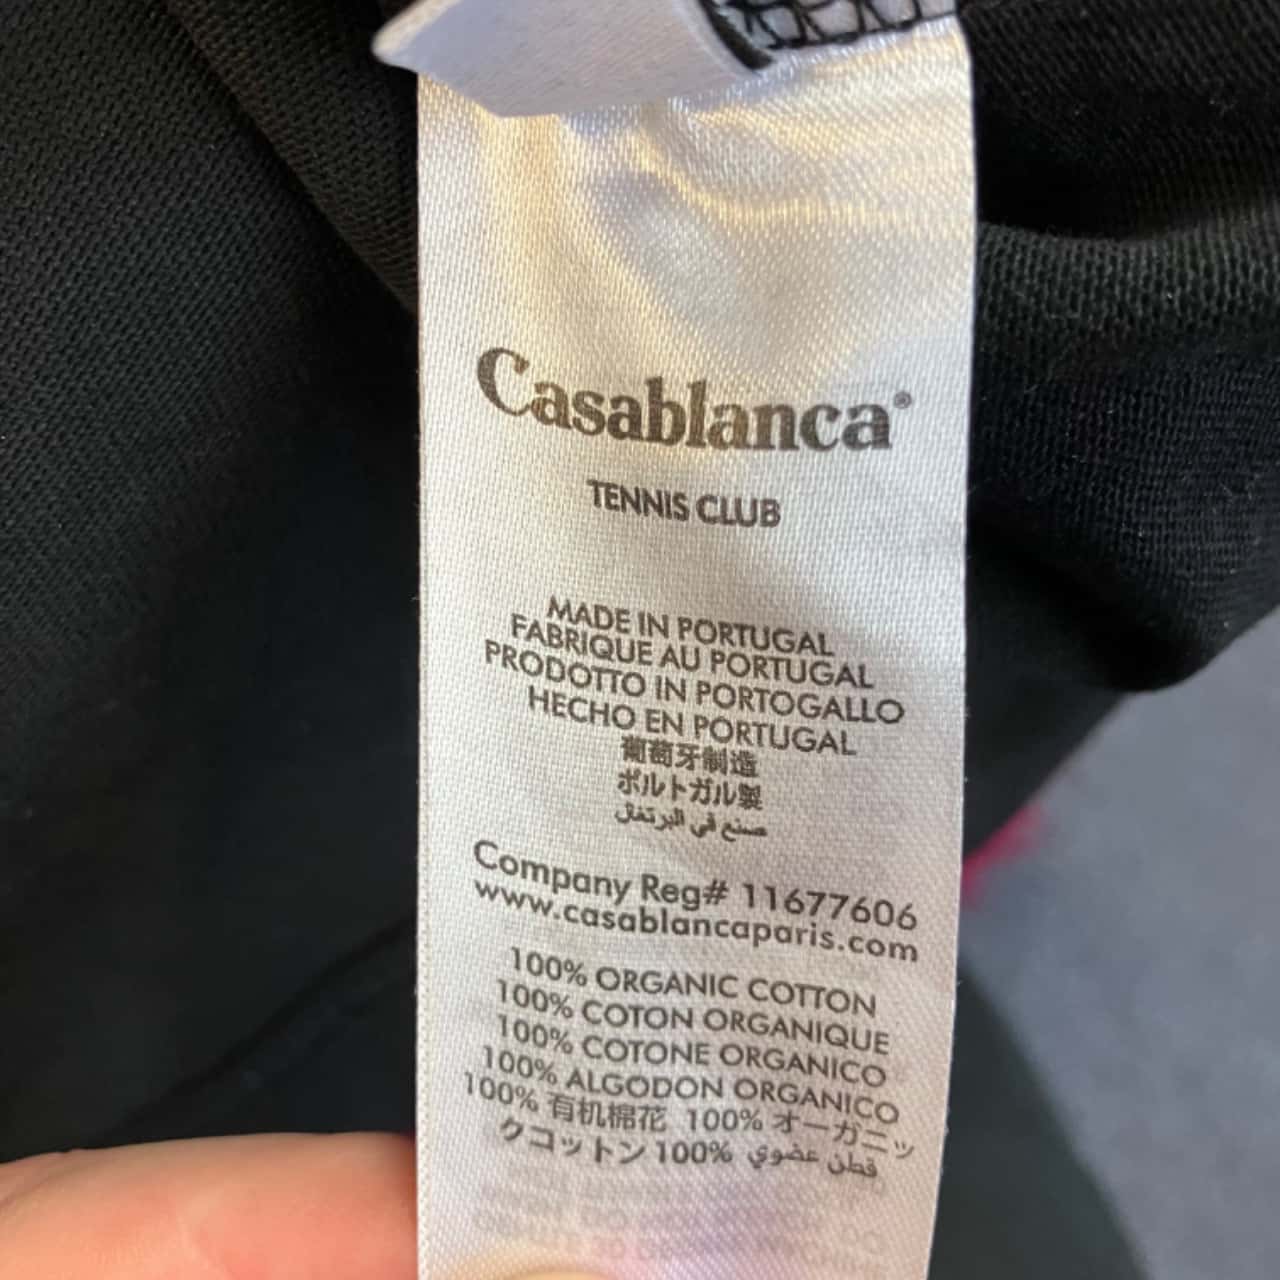 Casablanca®
TENNIS CLUB
MADE IN PORTUGAL
FABRIQUE AU PORTUGAL
PRODOTTO IN PORTOGALLO
HECHO EN PORTUGAL
葡萄牙制造
ポルトガル製
صنع في البرتغال
Company Reg# 11677606
www.casablancaparis.com
100% ORGANIC COTTON
100% COTON ORGANIQUE
100% COTONE ORGANICO
100% ALGODON ORGANICO
100% 有机棉花 100% オーガニッ
クコットン 100% قطن عضوي